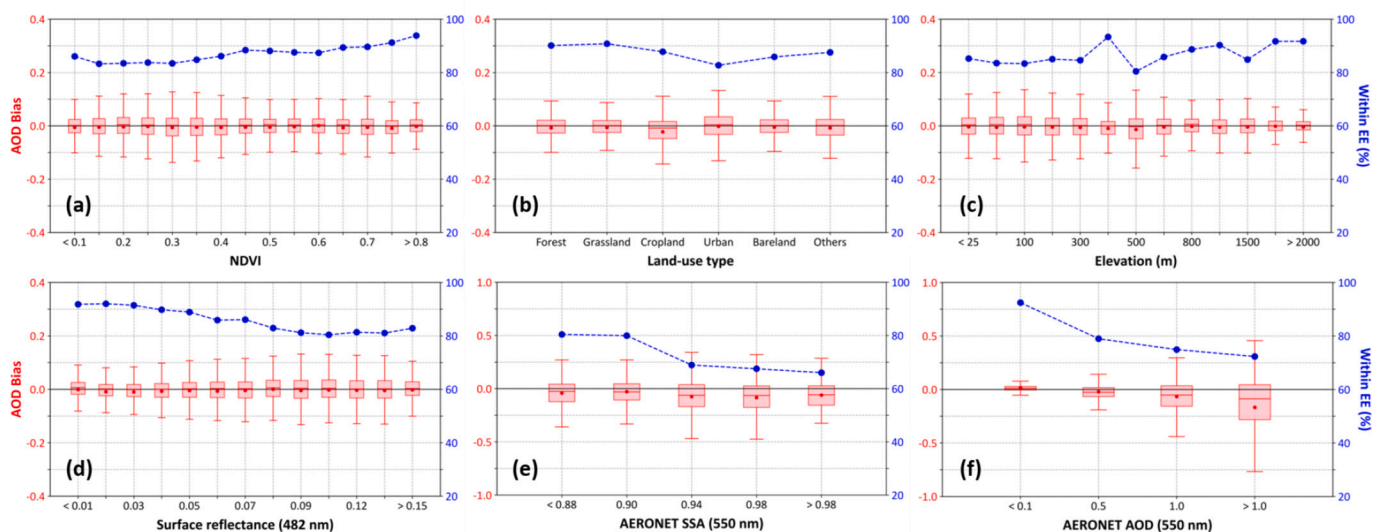 0.4 100 0.4 100 0.4 100
0.2 80 0.2 80 0.2 80
AOD Bias 0.0 60 0.0 60 0.0 60 Within EE (%)
-0.2 40 -0.2 40 -0.2 40
(a) (b) (c)
-0.4 20 -0.4 20 -0.4 20
< 0.1 0.2 0.3 0.4 0.5 0.6 0.7 > 0.8 Forest Grassland Cropland Urban Bareland Others < 25 100 300 500 800 1500 > 2000
NDVI Land-use type Elevation (m)
0.4 100 1.0 100 1.0 100
0.2 80 0.5 80 0.5 80
AOD Bias 0.0 60 0.0 60 0.0 60 Within EE (%)
-0.2 40 -0.5 40 -0.5 40
(d) (e) (f)
-0.4 20 -1.0 20 -1.0 20
< 0.01 0.03 0.05 0.07 0.09 0.12 > 0.15 < 0.88 0.90 0.94 0.98 > 0.98 < 0.1 0.5 1.0 > 1.0
Surface reflectance (482 nm) AERONET SSA (550 nm) AERONET AOD (550 nm)